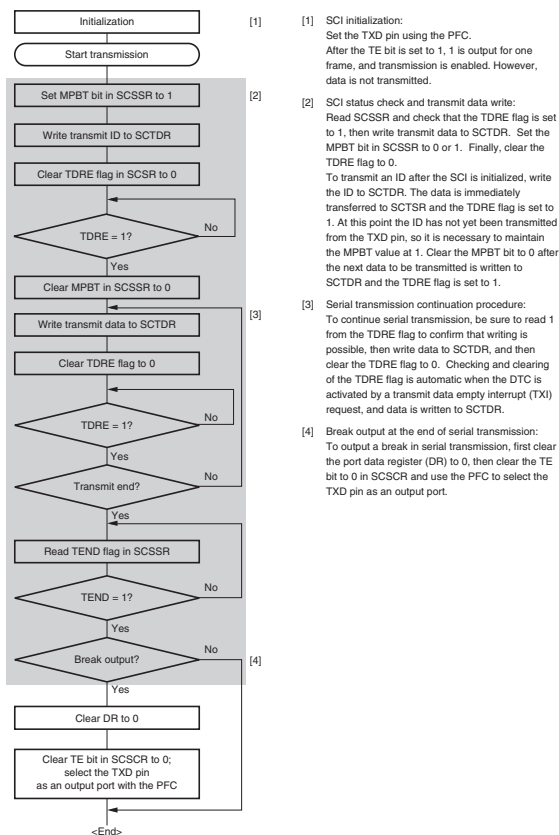 Initialization
[1]
Start transmission
Set MPBT bit in SCSSR to 1
[2]
Write transmit ID to SCTDR
Clear TDRE flag in SCSR to 0
TDRE = 1?
No
Yes
Clear MPBT in SCSSR to 0
Write transmit data to SCTDR
[3]
Clear TDRE flag to 0
TDRE = 1?
No
Yes
Transmit end?
No
Yes
Read TEND flag in SCSSR
TEND = 1?
No
Yes
Break output?
No
[4]
Yes
Clear DR to 0
Clear TE bit in SCSCR to 0;
select the TXD pin
as an output port with the PFC
<End>
[1] SCI initialization:
Set the TXD pin using the PFC.
After the TE bit is set to 1, 1 is output for one
frame, and transmission is enabled. However,
data is not transmitted.
[2] SCI status check and transmit data write:
Read SCSSR and check that the TDRE flag is set
to 1, then write transmit data to SCTDR. Set the
MPBT bit in SCSSR to 0 or 1. Finally, clear the
TDRE flag to 0.
To transmit an ID after the SCI is initialized, write
the ID to SCTDR. The data is immediately
transferred to SCTSR and the TDRE flag is set to
1. At this point the ID has not yet been transmitted
from the TXD pin, so it is necessary to maintain
the MPBT value at 1. Clear the MPBT bit to 0 after
the next data to be transmitted is written to
SCTDR and the TDRE flag is set to 1.
[3] Serial transmission continuation procedure:
To continue serial transmission, be sure to read 1
from the TDRE flag to confirm that writing is
possible, then write data to SCTDR, and then
clear the TDRE flag to 0. Checking and clearing
of the TDRE flag is automatic when the DTC is
activated by a transmit data empty interrupt (TXI)
request, and data is written to SCTDR.
[4] Break output at the end of serial transmission:
To output a break in serial transmission, first clear
the port data register (DR) to 0, then clear the TE
bit to 0 in SCSCR and use the PFC to select the
TXD pin as an output port.